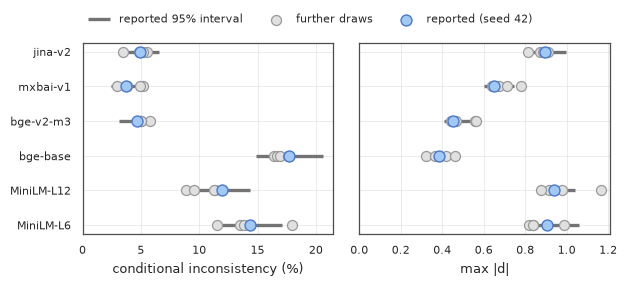 reported 95% interval further draws reported (seed 42)
jina-v2
mxbai-v1
bge-v2-m3
bge-base
MiniLM-L12
MiniLM-L6
0 5 10 15 20 0.0 0.2 0.4 0.6 0.8 1.0 1.2
conditional inconsistency (%) max |d|